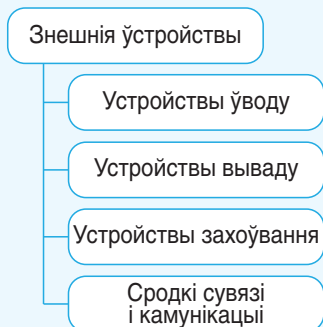 Знешнія ўстройствы
Устройствы ўводу
Устройствы вываду
Устройствы захоўвання
Сродкі сувязі
і камунікацыі